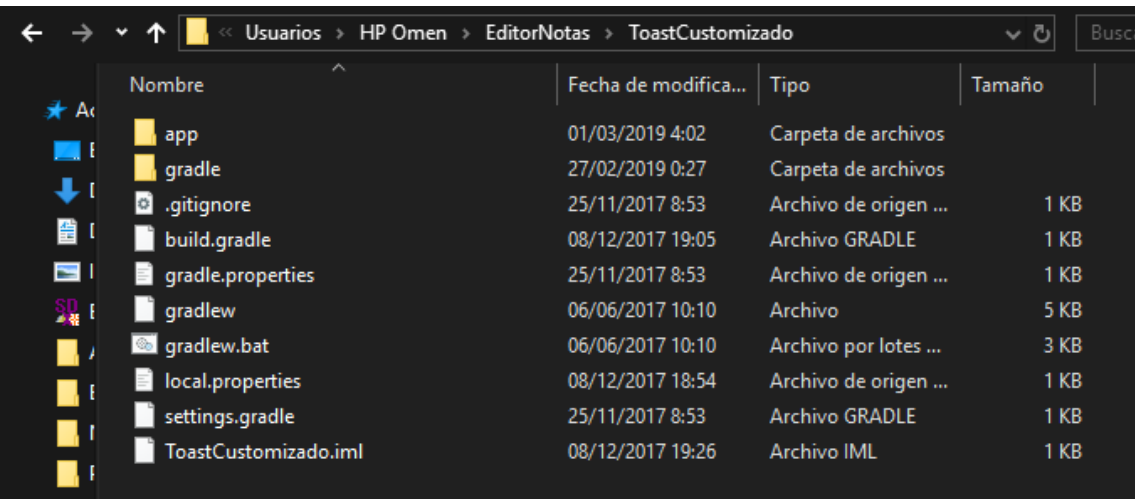 « Usuarios > HP Omen > EditorNotas > ToastCustomizado
Nombre Fecha de modifica... Tipo Tamaño
app 01/03/2019 4:02 Carpeta de archivos
gradle 27/02/2019 0:27 Carpeta de archivos
.gitignore 25/11/2017 8:53 Archivo de origen ... 1 KB
build.gradle 08/12/2017 19:05 Archivo GRADLE 1 KB
gradle.properties 25/11/2017 8:53 Archivo de origen ... 1 KB
gradlew 06/06/2017 10:10 Archivo 5 KB
gradlew.bat 06/06/2017 10:10 Archivo por lotes ... 3 KB
local.properties 08/12/2017 18:54 Archivo de origen ... 1 KB
settings.gradle 25/11/2017 8:53 Archivo GRADLE 1 KB
ToastCustomizado.iml 08/12/2017 19:26 Archivo IML 1 KB